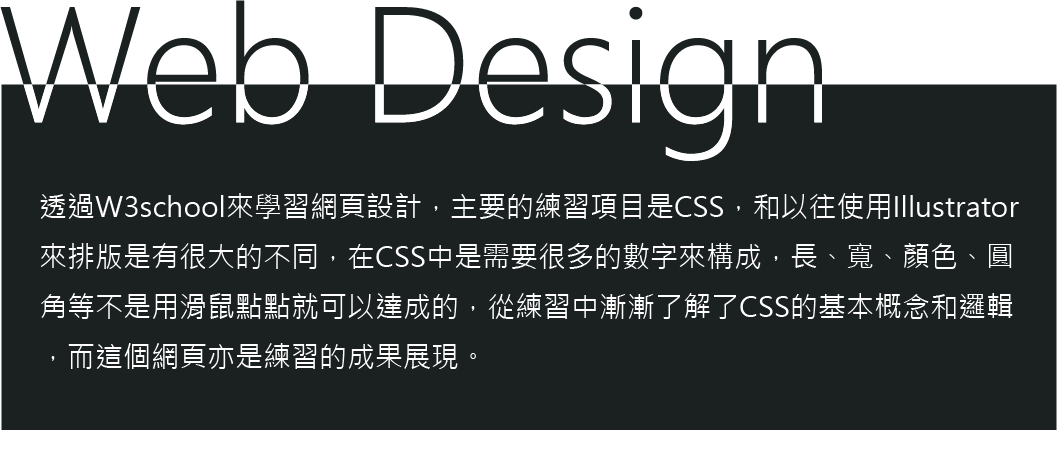 Web Design
透過W3school來學習網頁設計，主要的練習項目是CSS，和以往使用Illustrator
來排版是有很大的不同，在CSS中是需要很多的數字來構成，長、寬、顏色、圓
角等不是用滑鼠點點就可以達成的，從練習中漸漸了解了CSS的基本概念和邏輯
，而這個網頁亦是練習的成果展現。